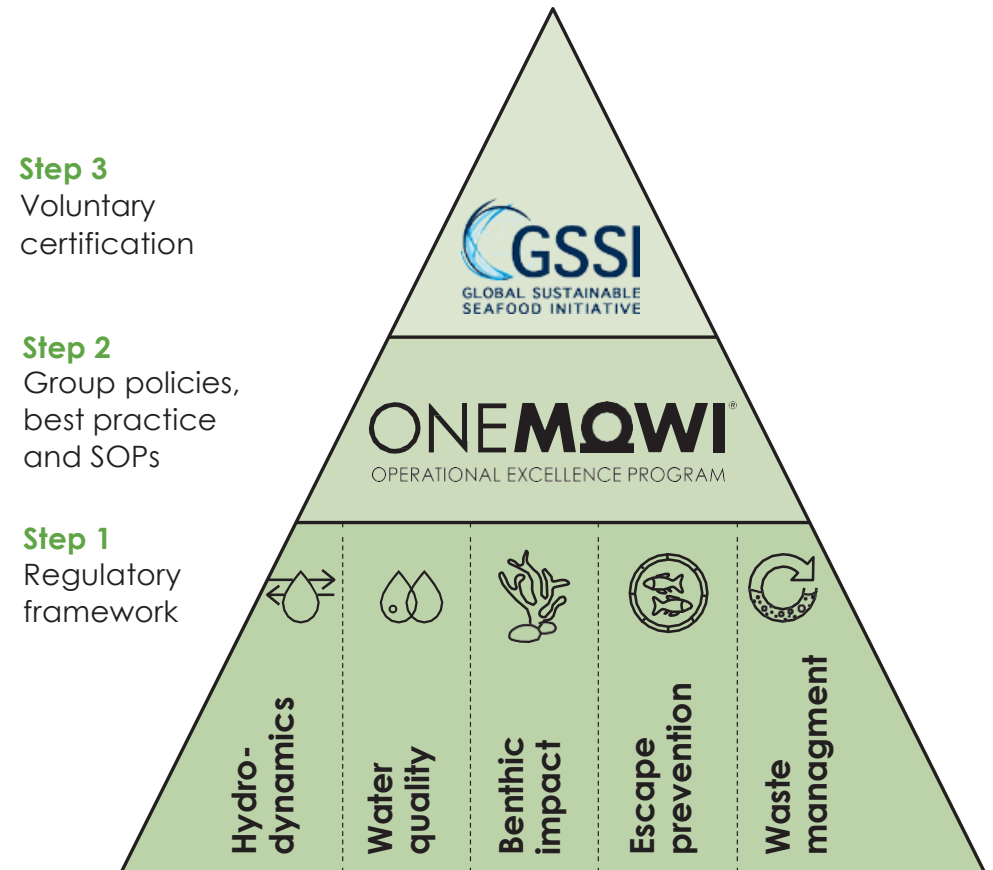 Step 3
Voluntary
certification
GSSI
GLOBAL SUSTAINABLE
SEAFOOD INITIATIVE
Step 2
Group policies,
best practice
and SOPs
ONEMOWI®
OPERATIONAL EXCELLENCE PROGRAM
Step 1
Regulatory
framework
Hydro-
dynamics
Water
quality
Benthic
impact
Escape
prevention
Waste
managment